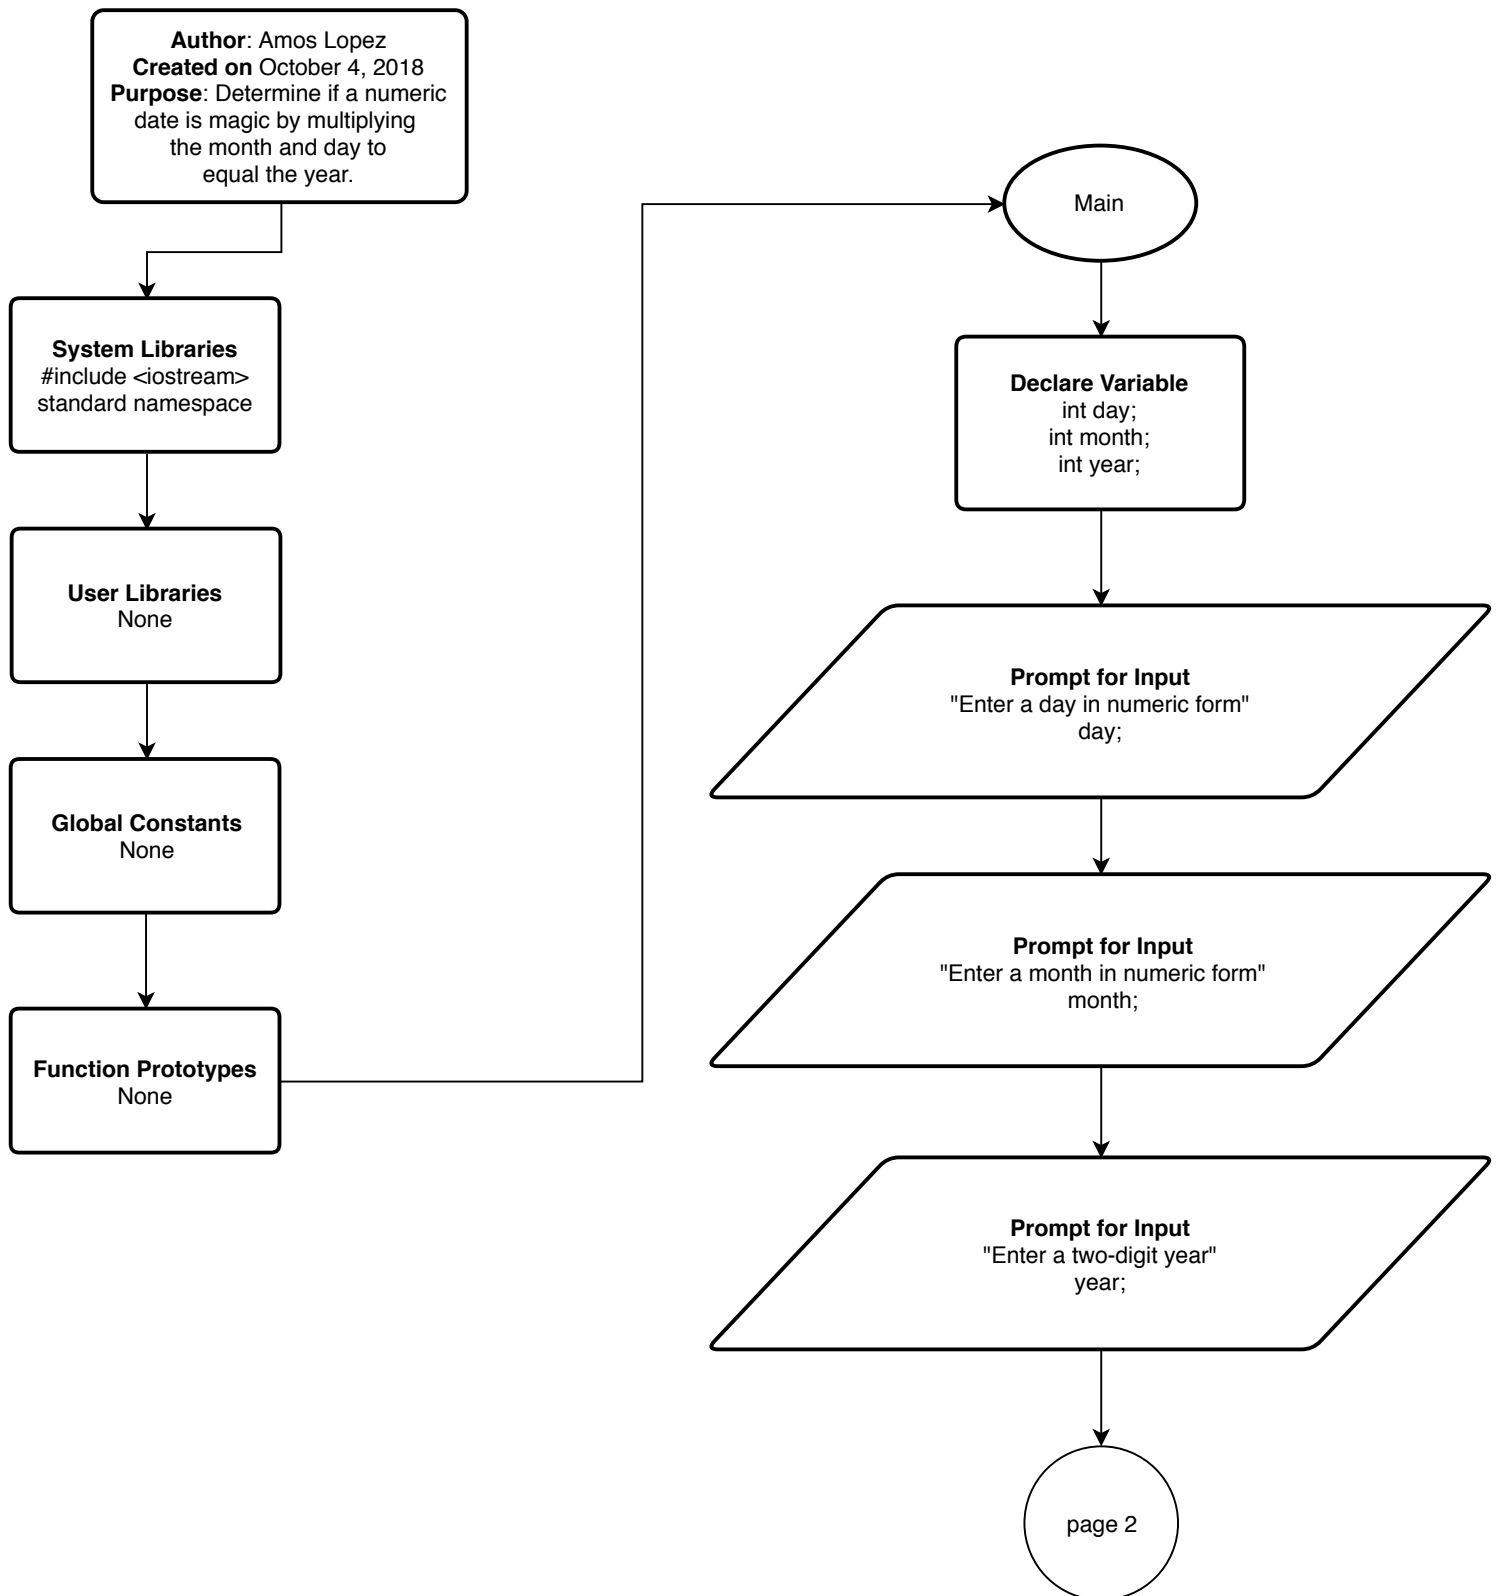 Author: Amos Lopez
Created on October 4, 2018
Purpose: Determine if a numeric
date is magic by multiplying
the month and day to
equal the year.
System Libraries
#include <iostream>
standard namespace
User Libraries
None
Global Constants
None
Function Prototypes
None
Main
Declare Variable
int day;
int month;
int year;
Prompt for Input
"Enter a day in numeric form"
day;
Prompt for Input
"Enter a month in numeric form"
month;
Prompt for Input
"Enter a two-digit year"
year;
page 2